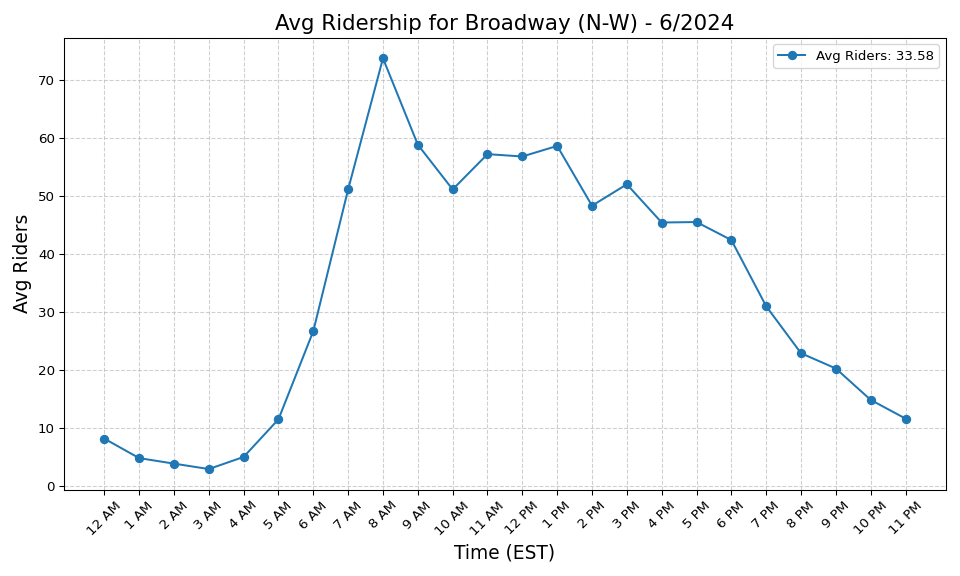 Avg Ridership for Broadway (N-W) - 6/2024
Avg Riders: 33.58
Avg Riders
70
60
50
40
30
20
10
0
12 AM
1 AM
2 AM
3 AM
4 AM
5 AM
6 AM
7 AM
8 AM
9 AM
10 AM
11 AM
12 PM
1 PM
2 PM
3 PM
4 PM
5 PM
6 PM
7 PM
8 PM
9 PM
10 PM
11 PM
Time (EST)